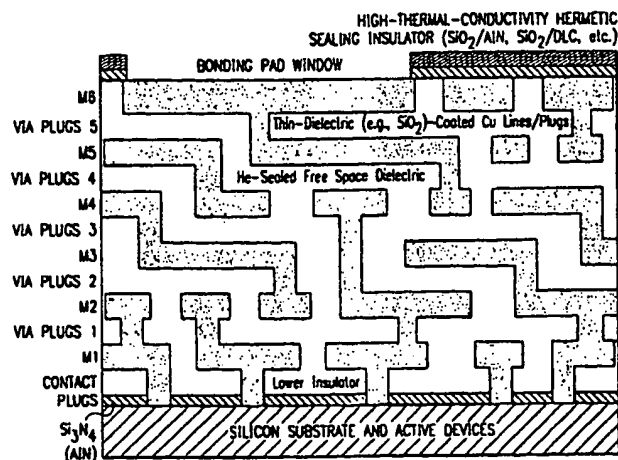 HIGH-THERMAL-CONDUCTIVITY HERMETIC
SEALING INSULATOR (SiO2/AlN, SiO2/DLC, etc.)
BONDING PAD WINDOW
M6
VIA PLUGS 5
Thin-Dielectric (e.g., SiO2)-Coated Cu Lines/Plugs
M5
VIA PLUGS 4
He-Sealed Free Space Dielectric
M4
VIA PLUGS 3
M3
VIA PLUGS 2
M2
VIA PLUGS 1
M1
CONTACT
PLUGS
Lower Insulator
Si3N4
(AlN)
SILICON SUBSTRATE AND ACTIVE DEVICES